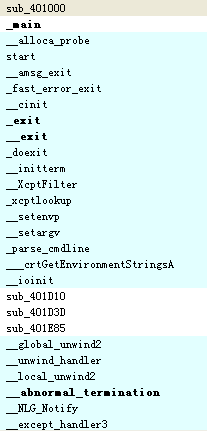 sub_401000
_main
__alloca_probe
start
__amsg_exit
_fast_error_exit
__cinit
_exit
__exit
_doexit
__initterm
__XcptFilter
_xcptlookup
__setenvp
__setargv
_parse_cmdline
___crtGetEnvironmentStringsA
__ioinit
sub_401D10
sub_401D3D
sub_401E85
__global_unwind2
__unwind_handler
__local_unwind2
__abnormal_termination
__NLG_Notify
__except_handler3